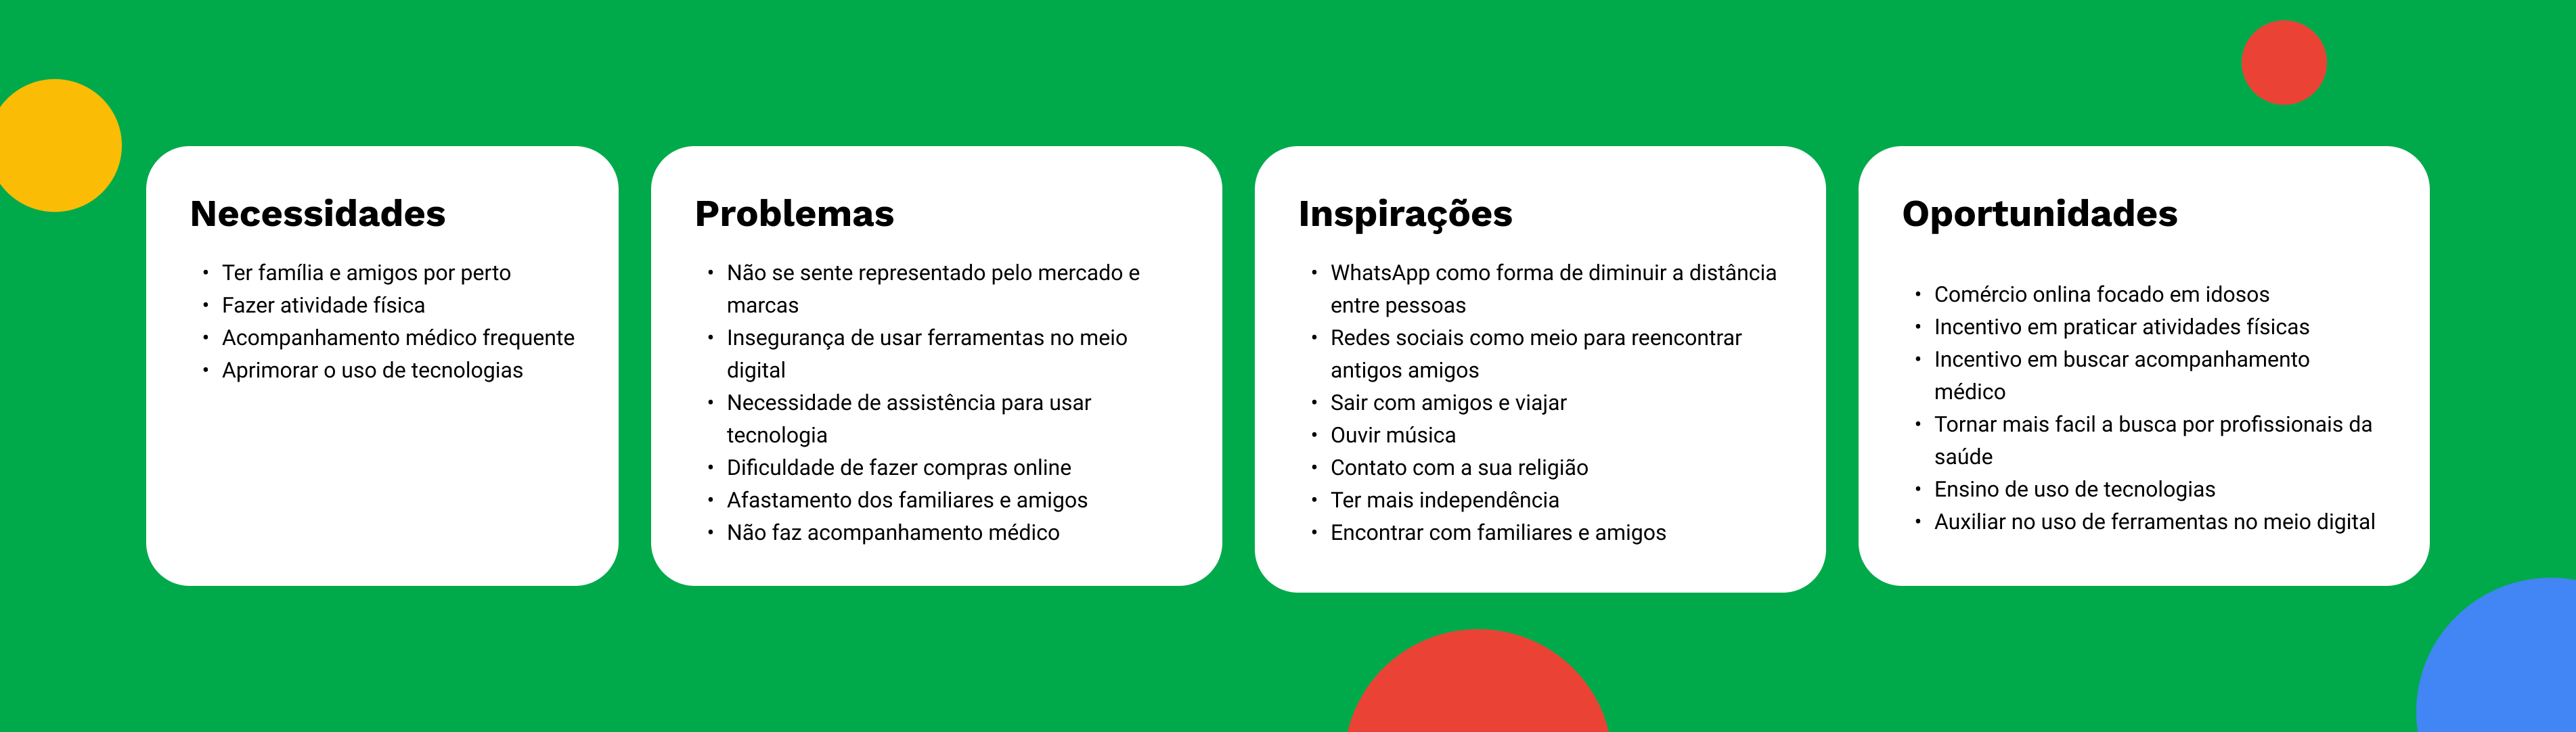 Necessidades
• Ter família e amigos por perto
• Fazer atividade física
• Acompanhamento médico frequente
• Aprimorar o uso de tecnologias
Problemas
• Não se sente representado pelo mercado e
marcas
• Insegurança de usar ferramentas no meio
digital
• Necessidade de assistência para usar
tecnologia
• Dificuldade de fazer compras online
• Afastamento dos familiares e amigos
• Não faz acompanhamento médico
Inspirações
• WhatsApp como forma de diminuir a distância
entre pessoas
• Redes sociais como meio para reencontrar
antigos amigos
• Sair com amigos e viajar
• Ouvir música
• Contato com a sua religião
• Ter mais independência
• Encontrar com familiares e amigos
Oportunidades
• Comércio onlina focado em idosos
• Incentivo em praticar atividades físicas
• Incentivo em buscar acompanhamento
médico
• Tornar mais facil a busca por profissionais da
saúde
• Ensino de uso de tecnologias
• Auxiliar no uso de ferramentas no meio digital